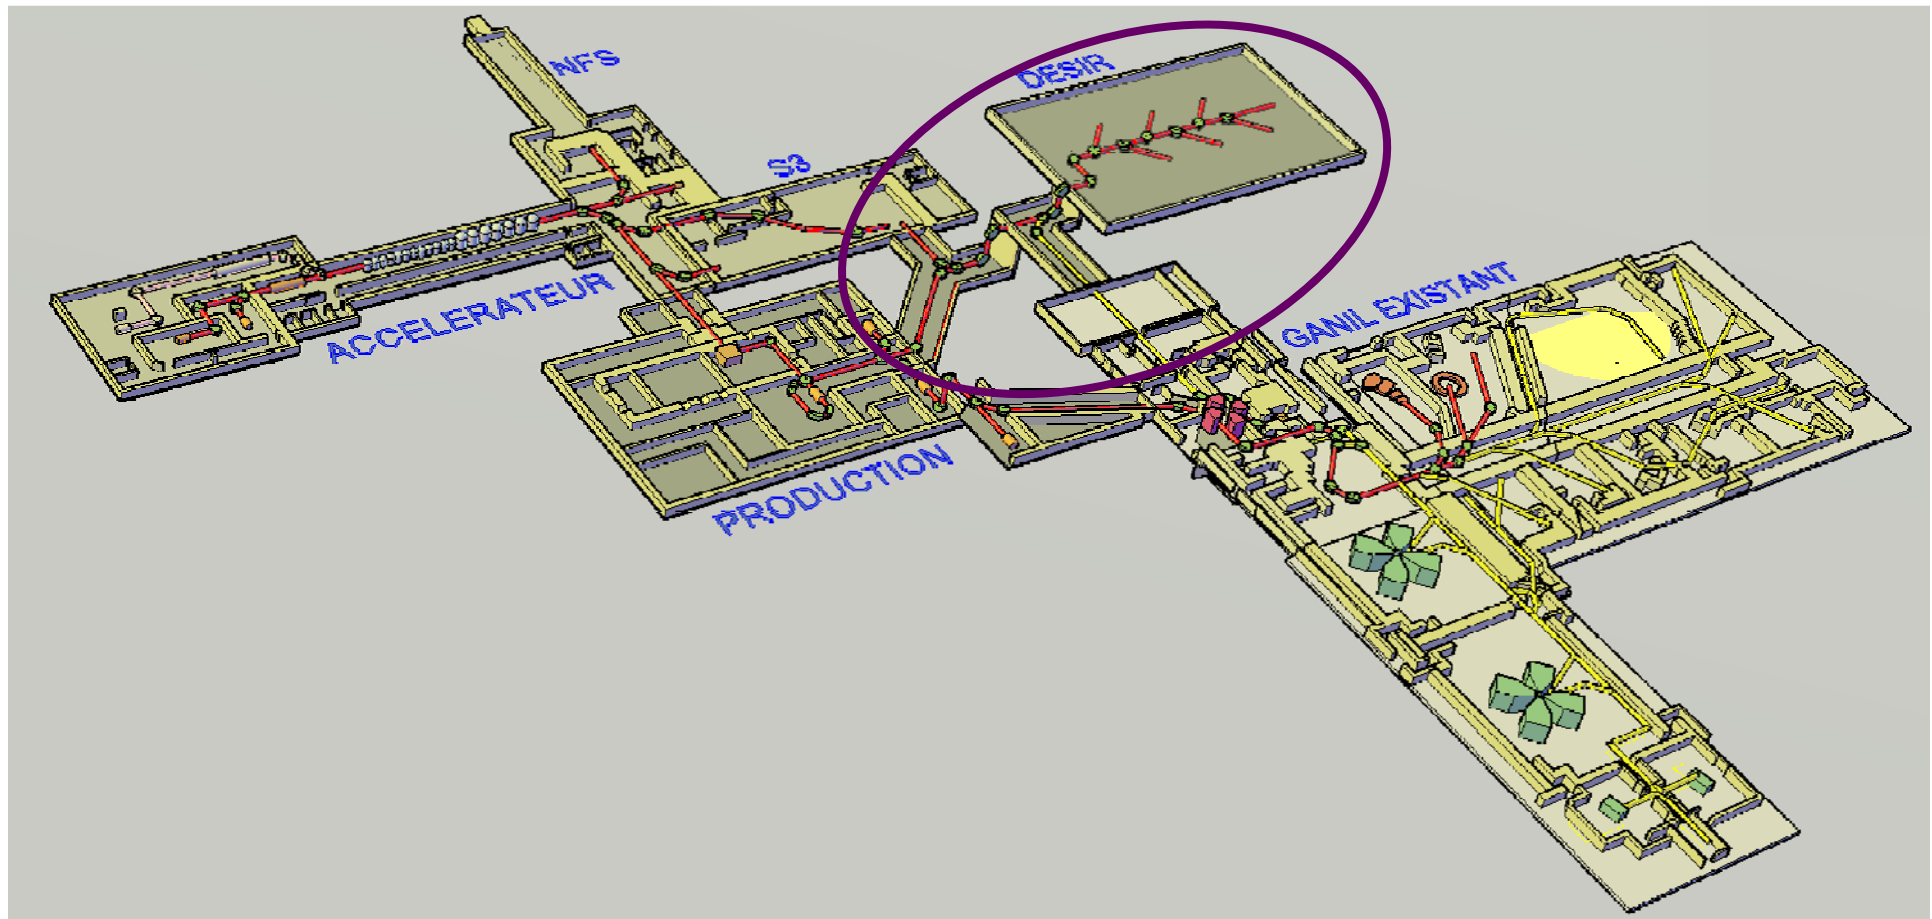 NFS
DESIR
S3
ACCELERATEUR
GANIL EXISTANT
PRODUCTION